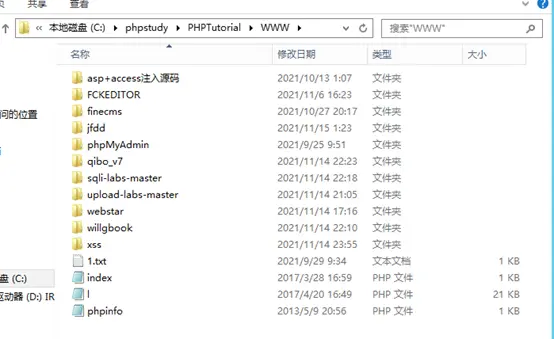 共享 查看
« 本地磁盘 (C:) ▸ phpstudy ▸ PHPTutorial ▸ WWW ▸ 搜索"WWW"
名称 修改日期 类型 大小
asp+access注入源码 2021/10/13 1:07 文件夹
FCKEDITOR 2021/11/6 16:23 文件夹
finecms 2021/10/27 20:17 文件夹
jfdd 2021/11/15 1:23 文件夹
phpMyAdmin 2021/9/25 9:51 文件夹
qibo_v7 2021/11/14 22:23 文件夹
sqli-labs-master 2021/11/14 22:18 文件夹
upload-labs-master 2021/11/14 21:05 文件夹
webstar 2021/11/14 17:16 文件夹
willgbook 2021/11/14 22:10 文件夹
xss 2021/11/14 23:55 文件夹
1.txt 2021/9/29 9:34 文本文档 1 KB
index 2017/3/28 16:59 PHP 文件 1 KB
l 2017/4/20 16:49 PHP 文件 21 KB
phpinfo 2013/5/9 20:56 PHP 文件 1 KB
问的位置
盘 (C:)
驱动器 (D:) IR